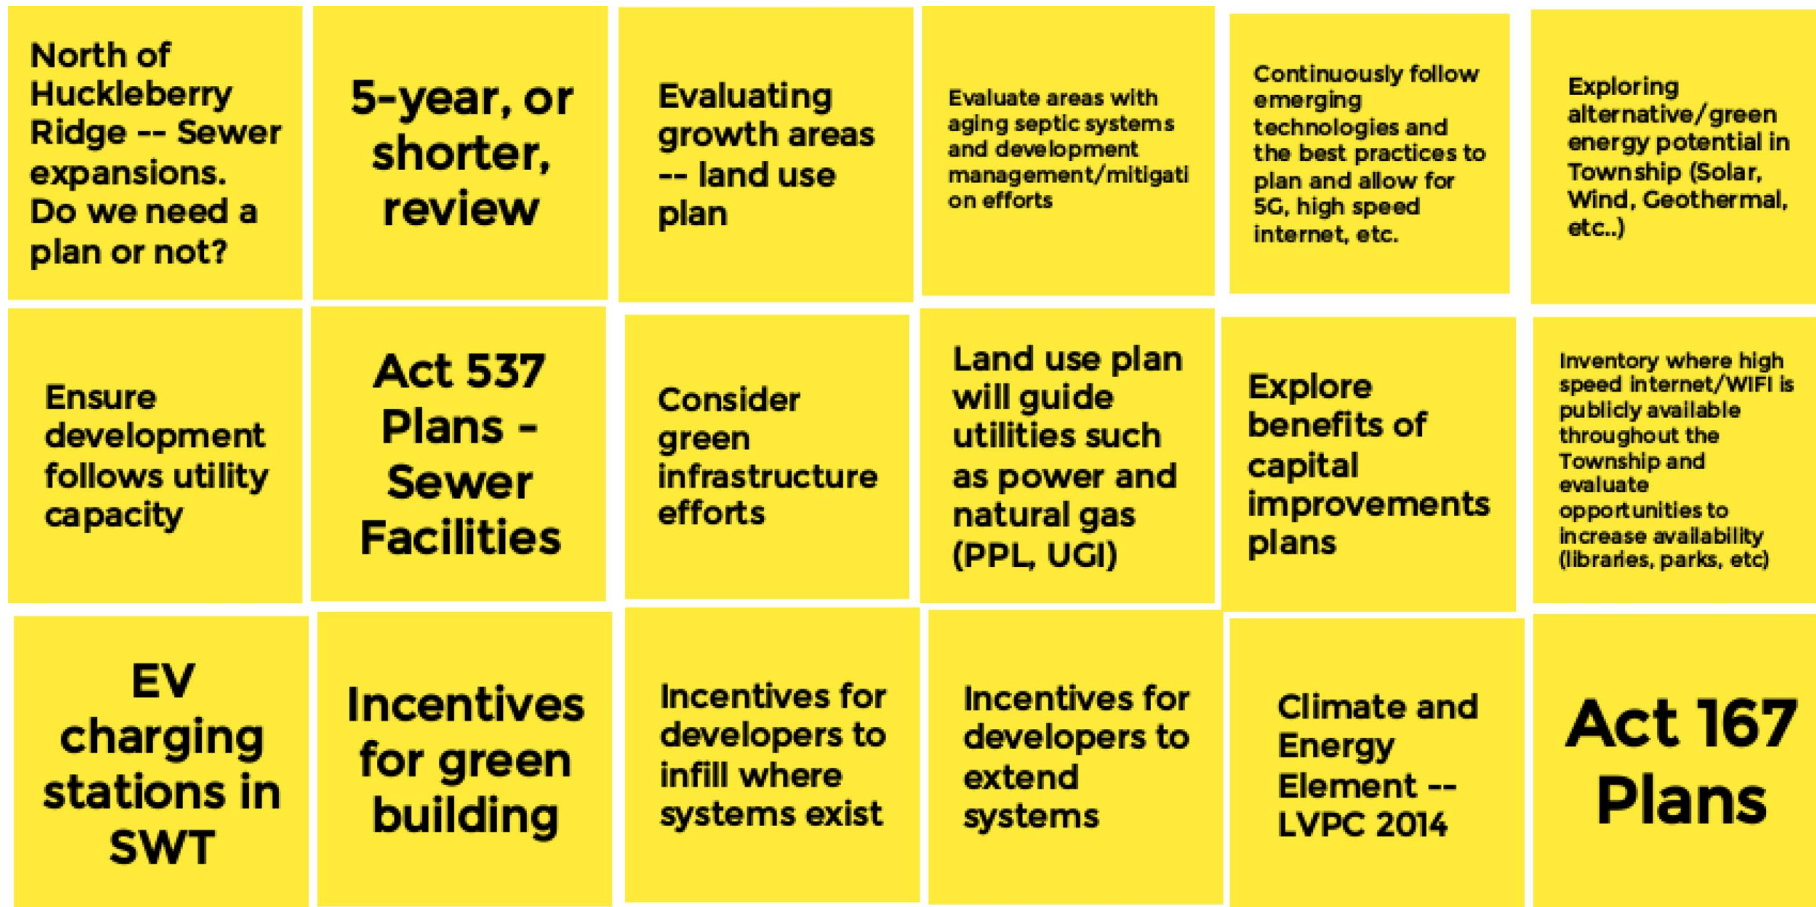 North of
Huckleberry
Ridge -- Sewer
expansions.
Do we need a
plan or not?
5-year, or
shorter,
review
Evaluating
growth areas
-- land use
plan
Evaluate areas with
aging septic systems
and development
management/mitigati
on efforts
Continuously follow
emerging
technologies and
the best practices to
plan and allow for
5G, high speed
internet, etc.
Exploring
alternative/green
energy potential in
Township (Solar,
Wind, Geothermal,
etc..)
Ensure
development
follows utility
capacity
Act 537
Plans -
Sewer
Facilities
Consider
green
infrastructure
efforts
Land use plan
will guide
utilities such
as power and
natural gas
(PPL, UGI)
Explore
benefits of
capital
improvements
plans
Inventory where high
speed internet/WIFI is
publicly available
throughout the
Township and
evaluate
opportunities to
increase availability
(libraries, parks, etc)
EV
charging
stations in
SWT
Incentives
for green
building
Incentives for
developers to
infill where
systems exist
Incentives for
developers to
extend
systems
Climate and
Energy
Element --
LVPC 2014
Act 167
Plans